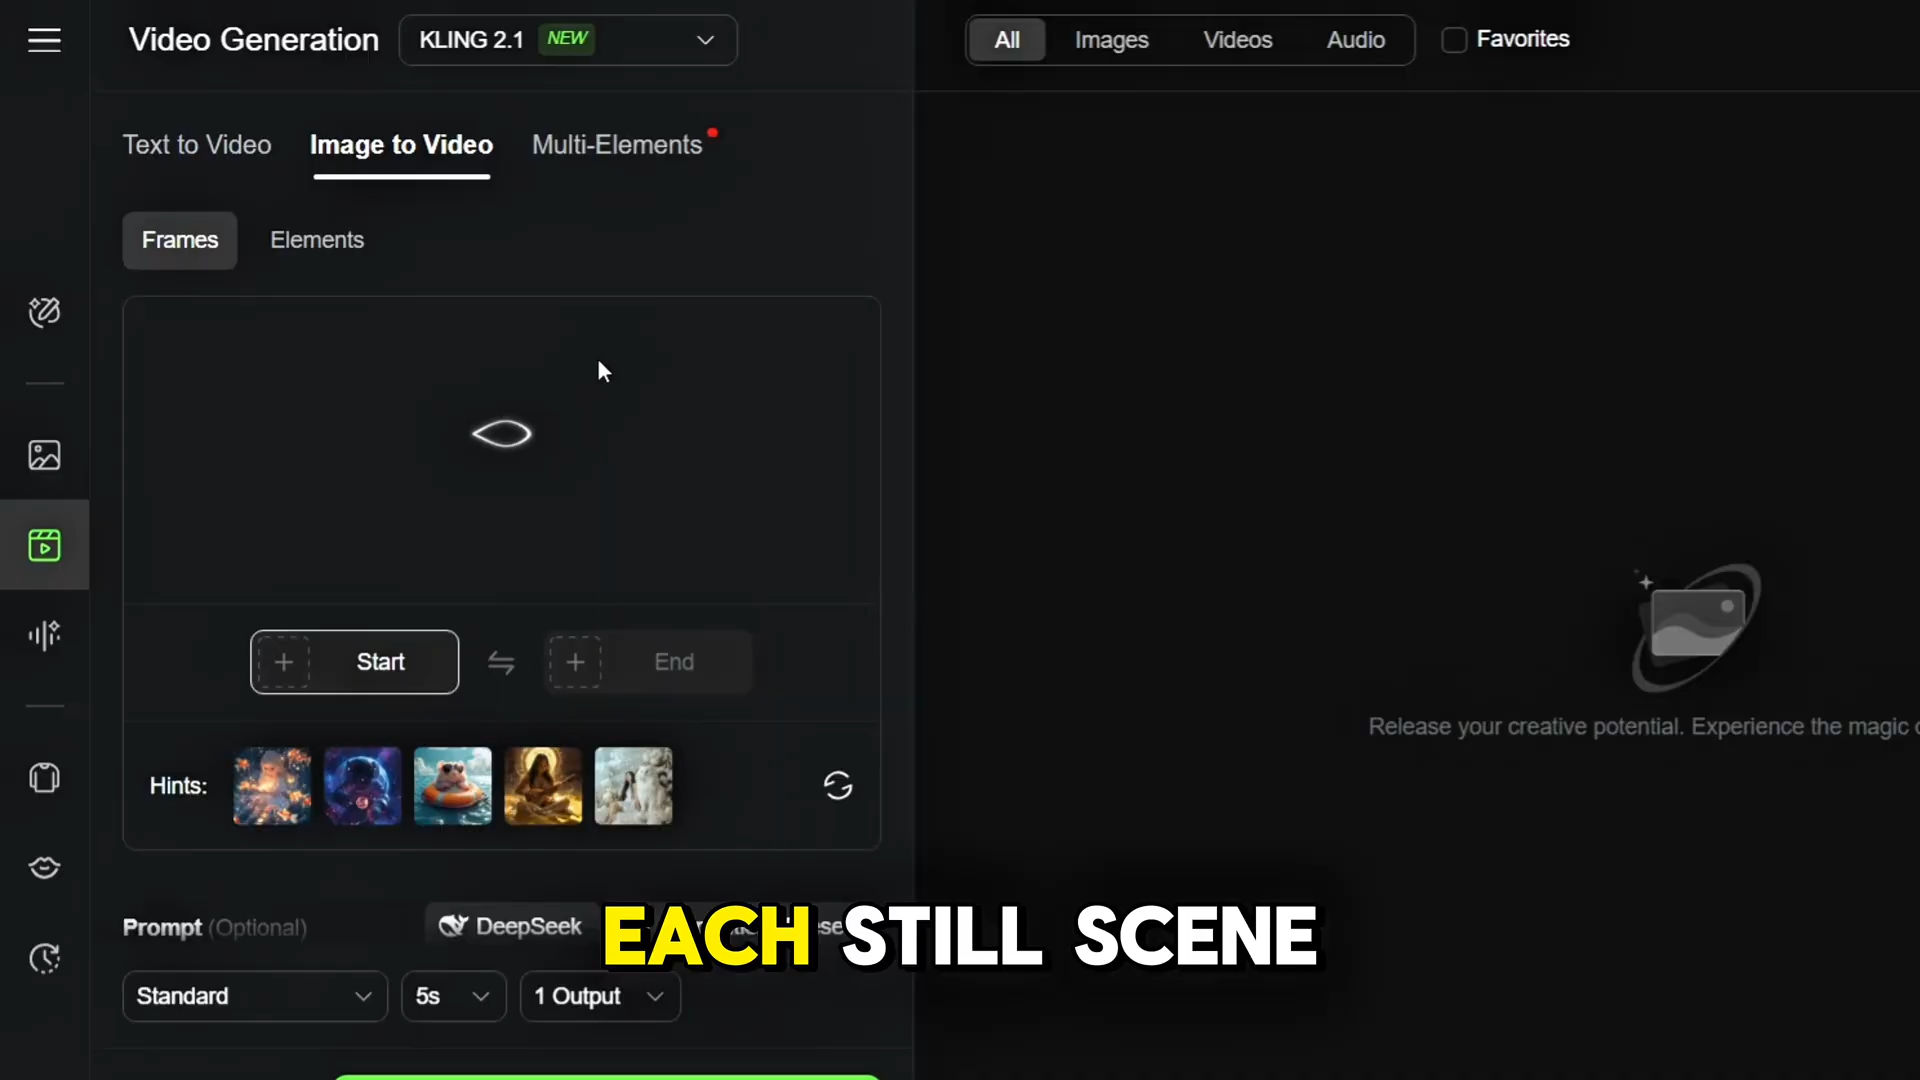 Video Generation
KLING 2.1 NEW
All Images Videos Audio
Favorites
Text to Video Image to Video Multi-Elements
Frames Elements
Start End
Release your creative potential. Experience the magic
Hints:
Prompt (Optional)
DeepSeek
EACH STILL SCENE
Standard 5s 1 Output